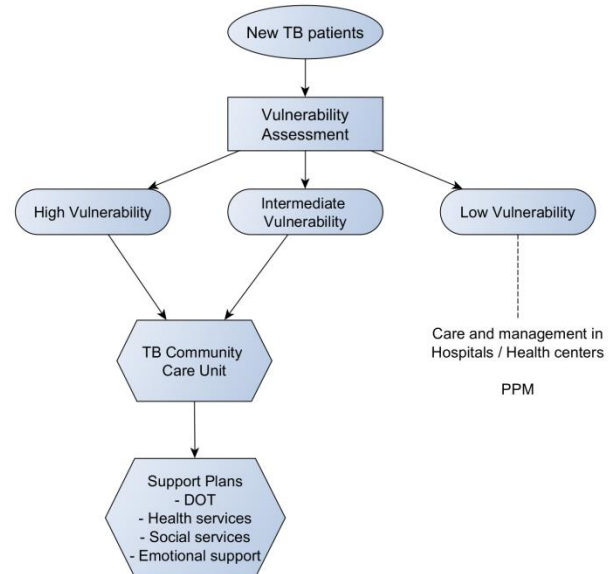 New TB patients
Vulnerability
Assessment
High Vulnerability
Intermediate
Vulnerability
Low Vulnerability
TB Community
Care Unit
Care and management in
Hospitals / Health centers
PPM
Support Plans
- DOT
- Health services
- Social services
- Emotional support